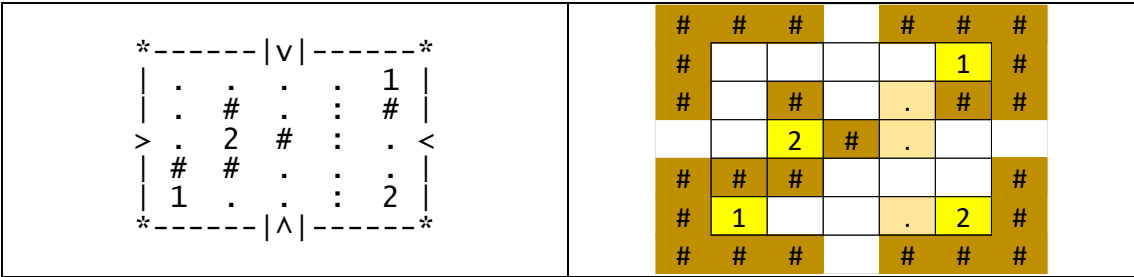 *------|v|------*
| . . . . 1 |
| . # . : # |
> . 2 # : . <
| # # . . . |
| 1 . . : 2 |
*------|^|------*
# # # # # #
# 1 #
# # . # #
2 # .
# # # #
# 1 . 2 #
# # # # # #